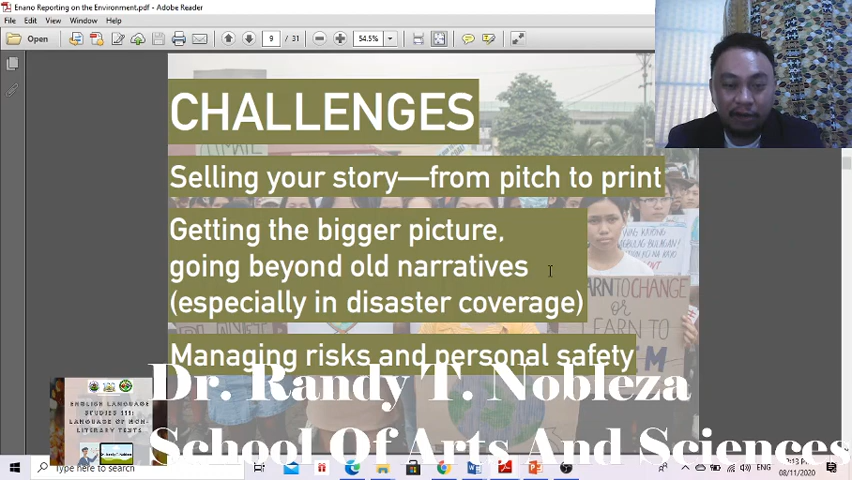 Enano Reporting on the Environment.pdf - Adobe Reader
File Edit View Window Help
Open 9 / 31 54.5%
CHALLENGES
Selling your story—from pitch to print
Getting the bigger picture,
going beyond old narratives
(especially in disaster coverage)
Managing risks and personal safety
TO CHANGE
OR
LEARN TO
Dr. Randy T. Nobleza
School Of Arts And Sciences
ENGLISH LANGUAGE
STUDIES 111:
LANGUAGE OF NON-
LITERARY TEXTS
Type here to search
ENG
08/11/2020